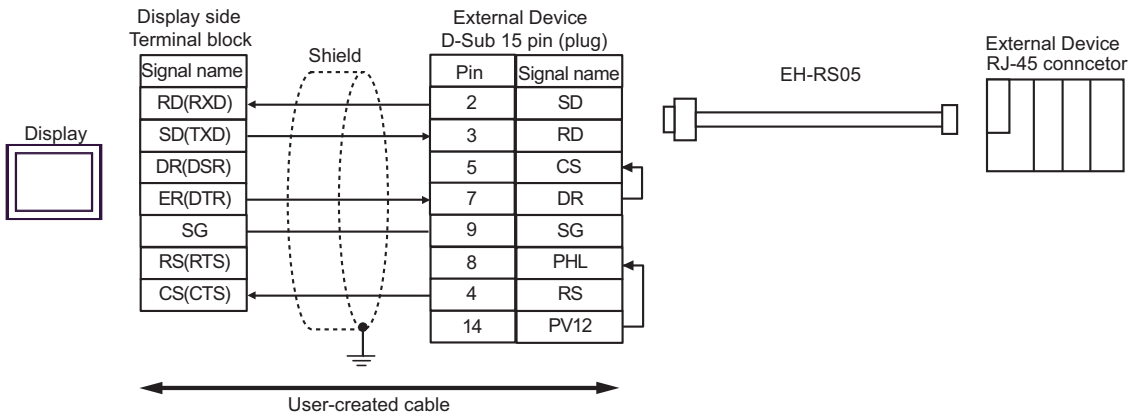 Display side
Terminal block
External Device
D-Sub 15 pin (plug)
External Device
RJ-45 conncetor
Shield
EH-RS05
Display
Signal name Pin Signal name
RD(RXD) 2 SD
SD(TXD) 3 RD
DR(DSR) 5 CS
ER(DTR) 7 DR
SG 9 SG
RS(RTS) 8 PHL
CS(CTS) 4 RS
14 PV12
User-created cable